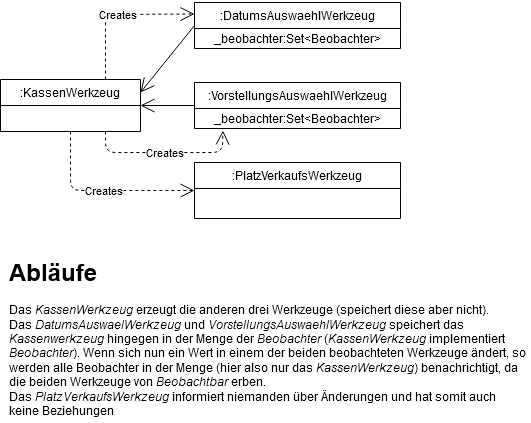 Creates
:DatumsAuswaehlWerkzeug
_beobachter:Set<Beobachter>
:KassenWerkzeug
:VorstellungsAuswaehlWerkzeug
_beobachter:Set<Beobachter>
Creates
:PlatzVerkaufsWerkzeug
Creates
Abläufe
Das KassenWerkzeug erzeugt die anderen drei Werkzeuge (speichert diese aber nicht).
Das DatumsAuswaelWerkzeug und VorstellungsAuswaehlWerkzeug speichert das
Kassenwerkzeug hingegen in der Menge der Beobachter (KassenWerkzeug implementiert
Beobachter). Wenn sich nun ein Wert in einem der beiden beobachteten Werkzeuge ändert, so
werden alle Beobachter in der Menge (hier also nur das KassenWerkzeug) benachrichtigt, da
die beiden Werkzeuge von Beobachtbar erben.
Das PlatzVerkaufsWerkzeug informiert niemanden über Änderungen und hat somit auch
keine Beziehungen